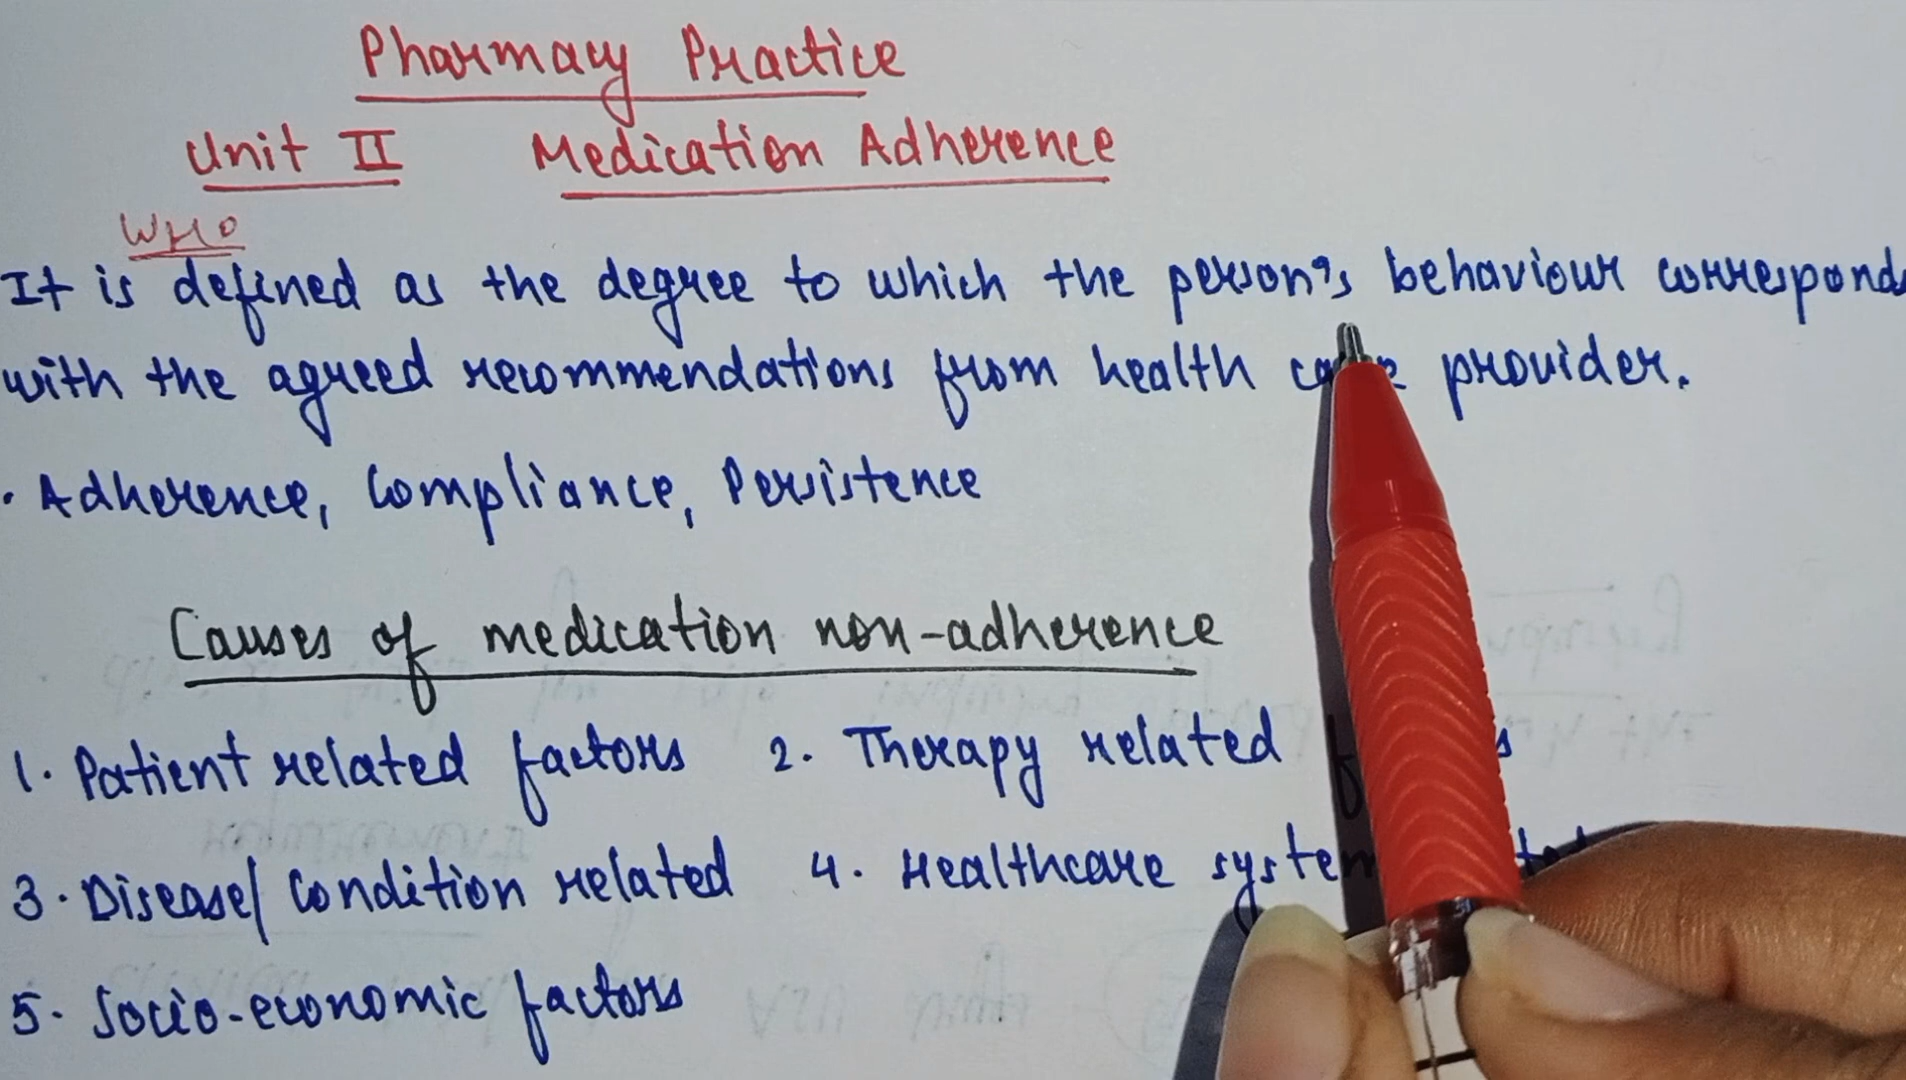 Pharmacy Practice
Unit II Medication Adherence
WHO
It is defined as the degree to which the person's behaviour correspond
with the agreed recommendations from health care provider.
. Adherence, Compliance, Persistence
Causes of medication non-adherence
1. Patient related factors 2. Therapy related
3. Disease/ Condition related 4. Healthcare system
5. Socio-economic factors